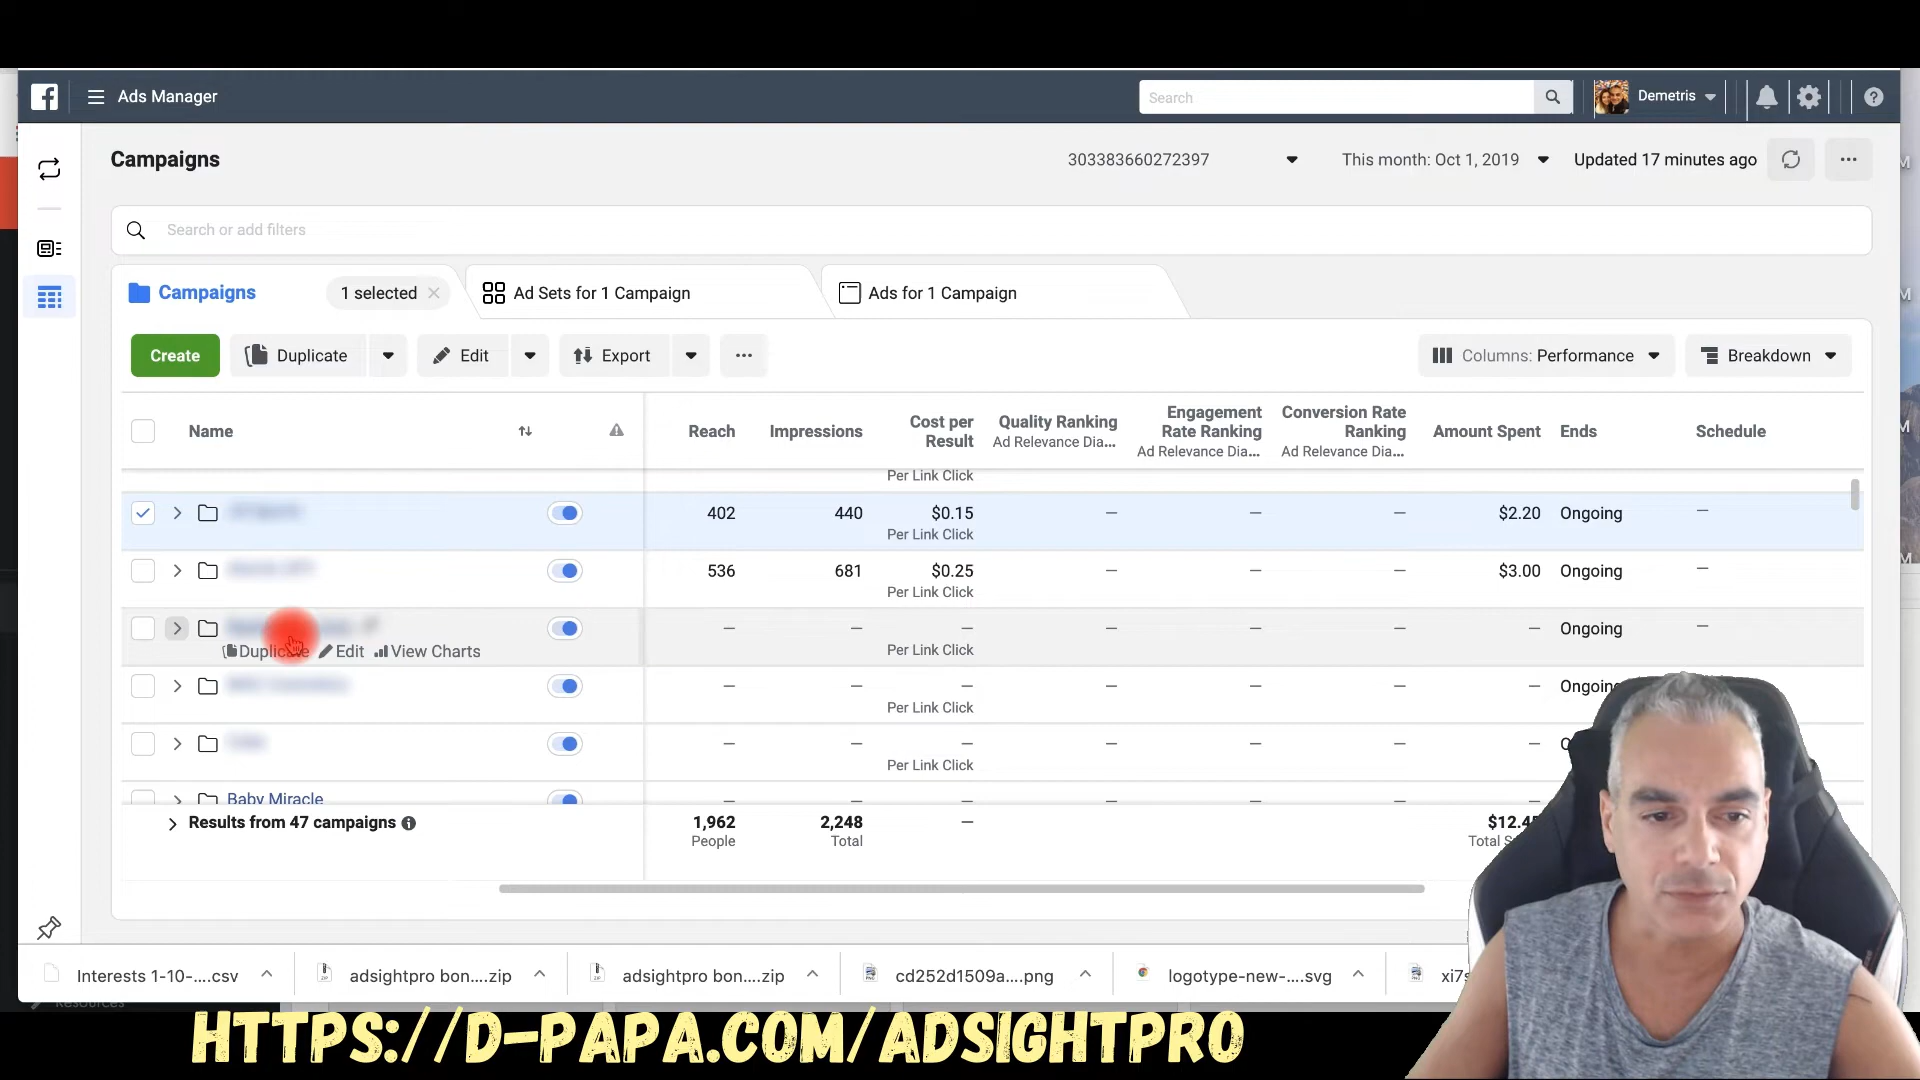 Ads Manager
Search
Demetris
Campaigns
303383660272397
This month: Oct 1, 2019
Updated 17 minutes ago
Search or add filters
Campaigns
1 selected
Ad Sets for 1 Campaign
Ads for 1 Campaign
Create
Duplicate
Edit
Export
Columns: Performance
Breakdown
Name
Reach
Impressions
Cost per Result
Quality Ranking
Ad Relevance Dia...
Engagement Rate Ranking
Ad Relevance Dia...
Conversion Rate Ranking
Ad Relevance Dia...
Amount Spent
Ends
Schedule
Per Link Click
402 440 $0.15 — — — $2.20 Ongoing —
Per Link Click
536 681 $0.25 — — — $3.00 Ongoing —
Per Link Click
— — — — — — — Ongoing —
Duplicate Edit View Charts
Per Link Click
— — — — — — — Ongoing
Per Link Click
— — — — — — —
Per Link Click
Baby Miracle — — — — — — —
Results from 47 campaigns
1,962
People
2,248
Total
—
$12.45
Total
Interests 1-10-....csv
adsightpro bon....zip
adsightpro bon....zip
cd252d1509a....png
logotype-new-....svg
Resources
HTTPS://D-PAPA.COM/ADSIGHTPRO